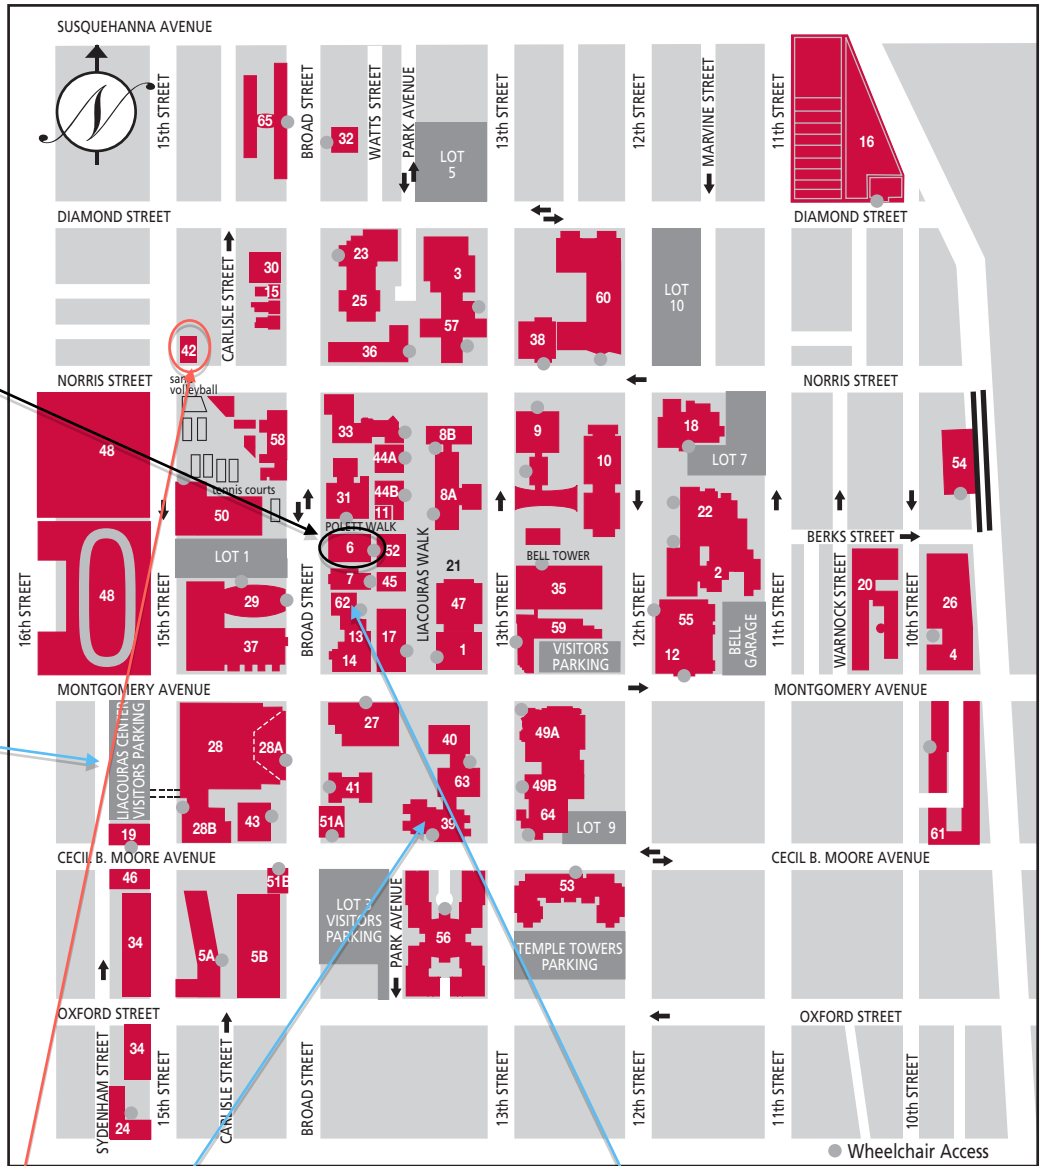 SUSQUEHANNA AVENUE
N
15th STREET
BROAD STREET
WATTS STREET
PARK AVENUE
13th STREET
12th STREET
MARVINE STREET
11th STREET
65
32
LOT
5
16
DIAMOND STREET
DIAMOND STREET
CARLISLE STREET
30
15
23
25
3
57
36
38
60
LOT
10
42
NORRIS STREET
NORRIS STREET
sand
volleyball
48
58
tennis courts
50
33
44A
44B
11
31
8B
8A
9
10
18
LOT 7
54
22
2
POLETT WALK
6
52
LIACOURAS WALK
21
BELL TOWER
BERKS STREET
LOT 1
7
45
62
13
14
17
47
1
35
59
VISITORS
PARKING
55
12
BELL
GARAGE
WARNOCK STREET
20
10th STREET
26
4
16th STREET
48
15th STREET
29
37
BROAD STREET
13th STREET
12th STREET
11th STREET
MONTGOMERY AVENUE
MONTGOMERY AVENUE
LIACOURAS CENTER
VISITORS PARKING
28
28A
27
40
63
41
49A
49B
64
LOT 9
19
28B
43
51A
39
61
CECIL B. MOORE AVENUE
CECIL B. MOORE AVENUE
46
51B
LOT 3
VISITORS
PARKING
PARK AVENUE
53
34
5A
5B
56
TEMPLE TOWERS
PARKING
OXFORD STREET
OXFORD STREET
34
24
SYDENHAM STREET
15th STREET
CARLISLE STREET
BROAD STREET
13th STREET
12th STREET
11th STREET
10th STREET
Wheelchair Access